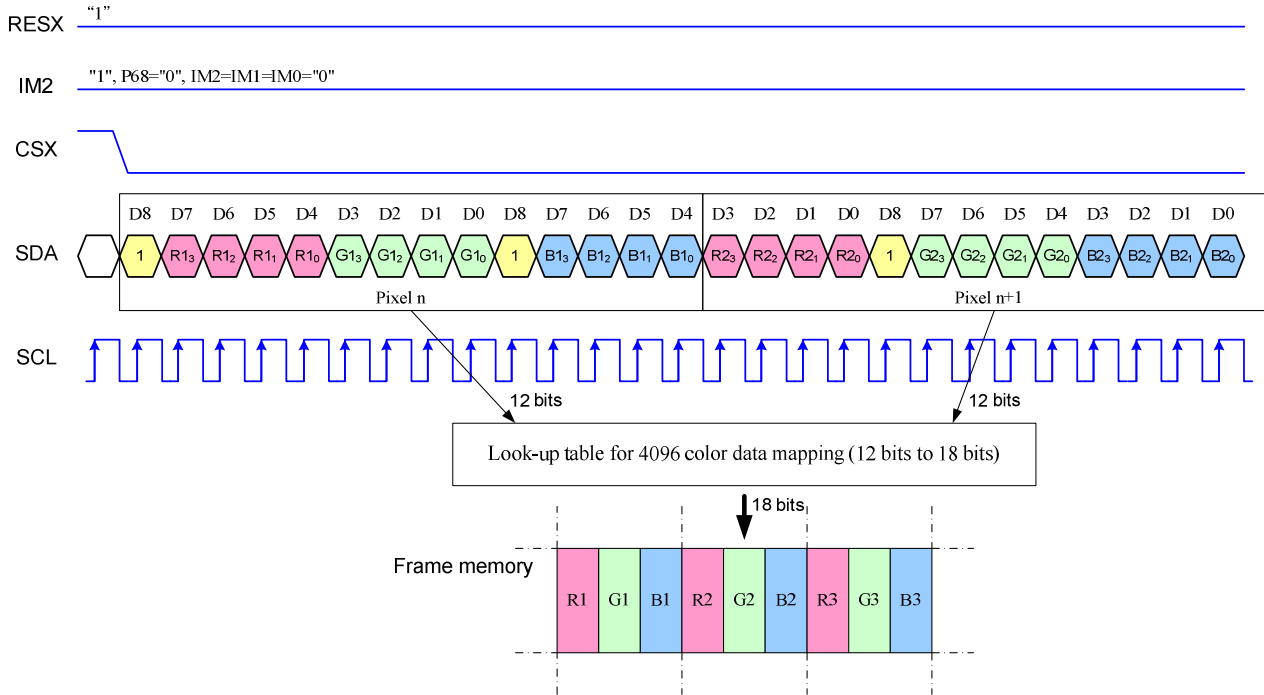 RESX “1”
IM2 "1", P68="0", IM2=IM1=IM0="0"
CSX
D8 D7 D6 D5 D4 D3 D2 D1 D0 D8 D7 D6 D5 D4 D3 D2 D1 D0 D8 D7 D6 D5 D4 D3 D2 D1 D0
SDA 1 R1₃ R1₂ R1₁ R1₀ G1₃ G1₂ G1₁ G1₀ 1 B1₃ B1₂ B1₁ B1₀ R2₃ R2₂ R2₁ R2₀ 1 G2₃ G2₂ G2₁ G2₀ B2₃ B2₂ B2₁ B2₀
Pixel n Pixel n+1
SCL
12 bits 12 bits
Look-up table for 4096 color data mapping (12 bits to 18 bits)
18 bits
Frame memory
R1 G1 B1 R2 G2 B2 R3 G3 B3